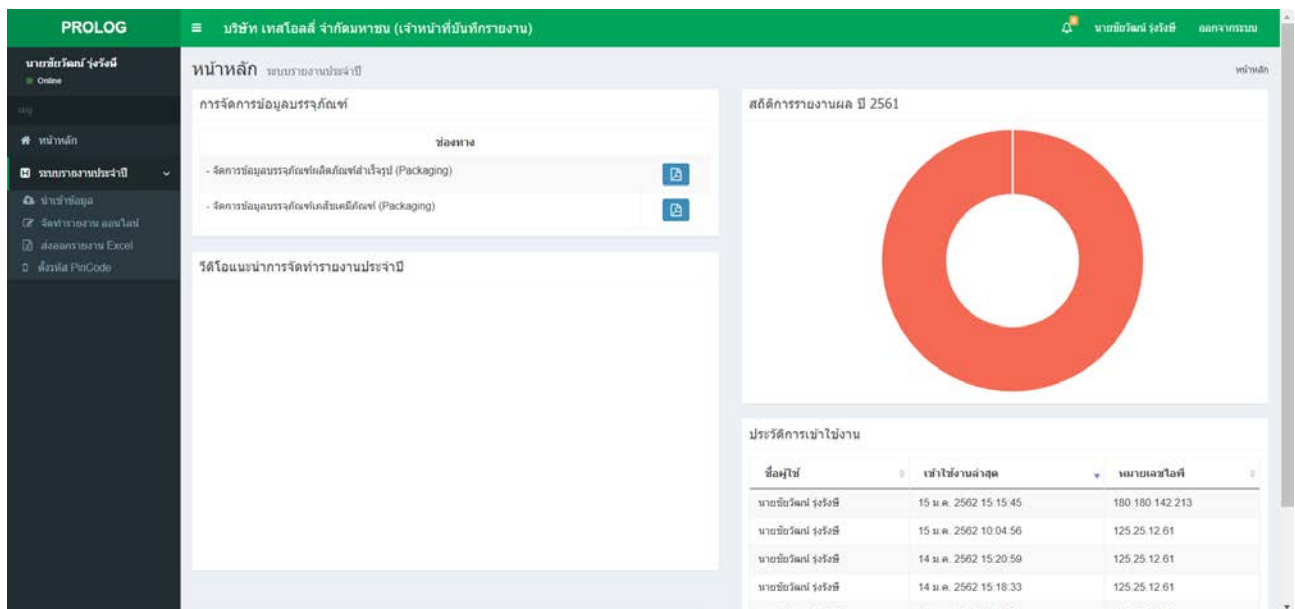 PROLOG
บริษัท เทสโอลลี่ จำกัดมหาชน (เจ้าหน้าที่บันทึกรายงาน)
นายชัยวัฒน์ รุ่งรังษี
ออกจากระบบ
นายชัยวัฒน์ รุ่งรังษี
Online
เมนู
หน้าหลัก
ระบบรายงานประจำปี
นำเข้าข้อมูล
จัดทำรายงาน ออนไลน์
ส่งออกรายงาน Excel
ตั้งรหัส PinCode
หน้าหลัก ระบบรายงานประจำปี
หน้าหลัก
การจัดการข้อมูลบรรจุภัณฑ์
ช่องทาง
- จัดการข้อมูลบรรจุภัณฑ์ผลิตภัณฑ์สำเร็จรูป (Packaging)
- จัดการข้อมูลบรรจุภัณฑ์เภสัชเคมีภัณฑ์ (Packaging)
วีดีโอแนะนำการจัดทำรายงานประจำปี
สถิติการรายงานผล ปี 2561
ประวัติการเข้าใช้งาน
ชื่อผู้ใช้ เข้าใช้งานล่าสุด หมายเลขไอพี
นายชัยวัฒน์ รุ่งรังษี 15 ม.ค. 2562 15:15:45 180.180.142.213
นายชัยวัฒน์ รุ่งรังษี 15 ม.ค. 2562 10:04:56 125.25.12.61
นายชัยวัฒน์ รุ่งรังษี 14 ม.ค. 2562 15:20:59 125.25.12.61
นายชัยวัฒน์ รุ่งรังษี 14 ม.ค. 2562 15:18:33 125.25.12.61